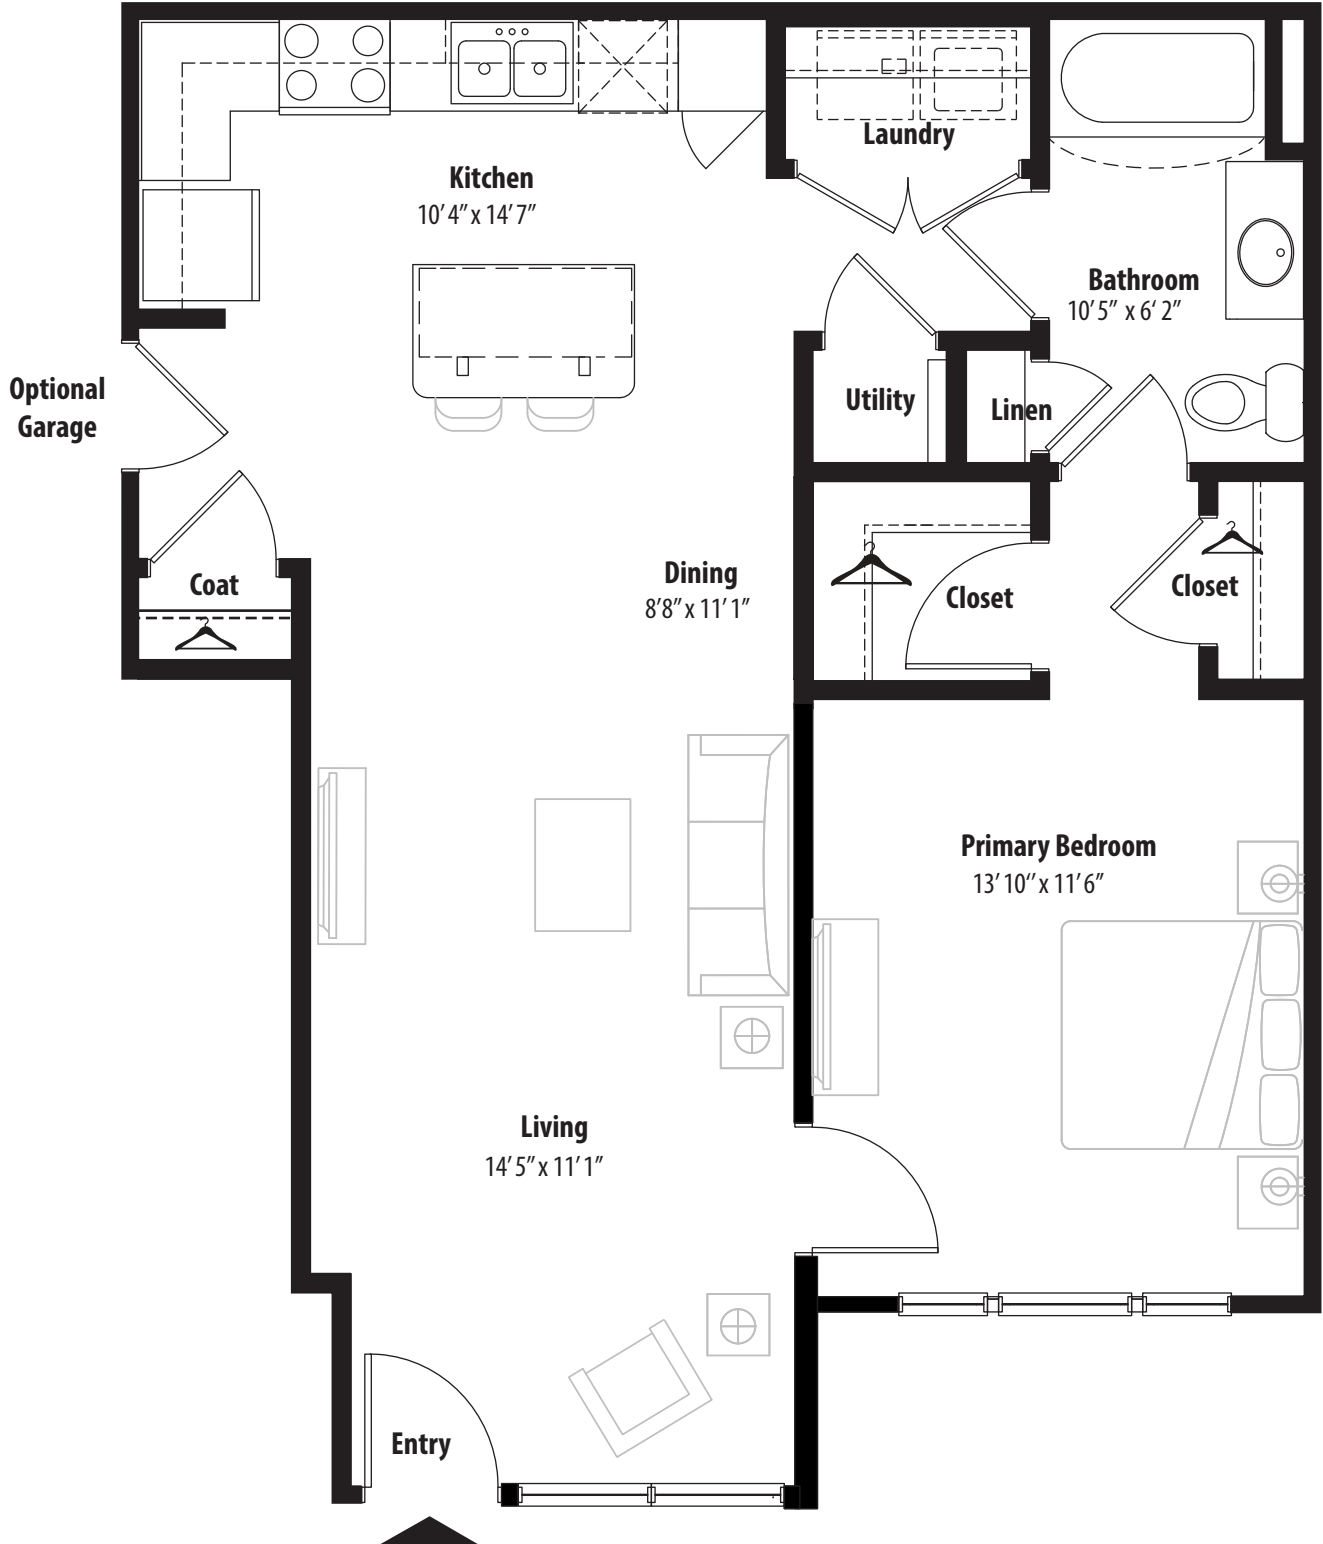 Laundry
Kitchen
10' 4" x 14' 7"
Bathroom
10' 5" x 6' 2"
Optional
Garage
Utility
Linen
Coat
Dining
8'8" x 11' 1"
Closet
Closet
Primary Bedroom
13' 10" x 11' 6"
Living
14' 5" x 11' 1"
Entry